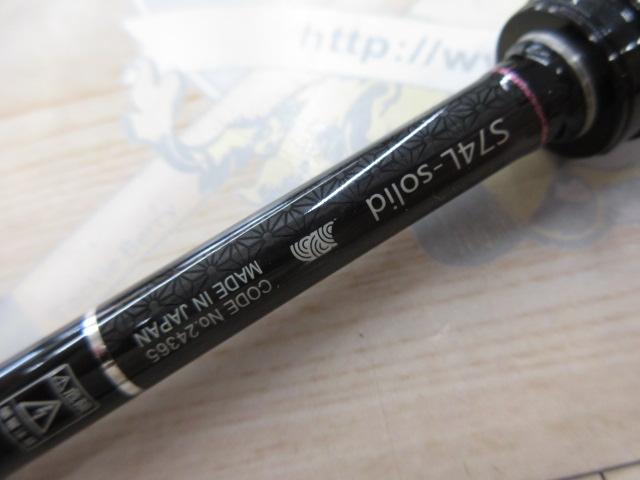 S74L-solid
CODE No.24365
MADE IN JAPAN
http://w